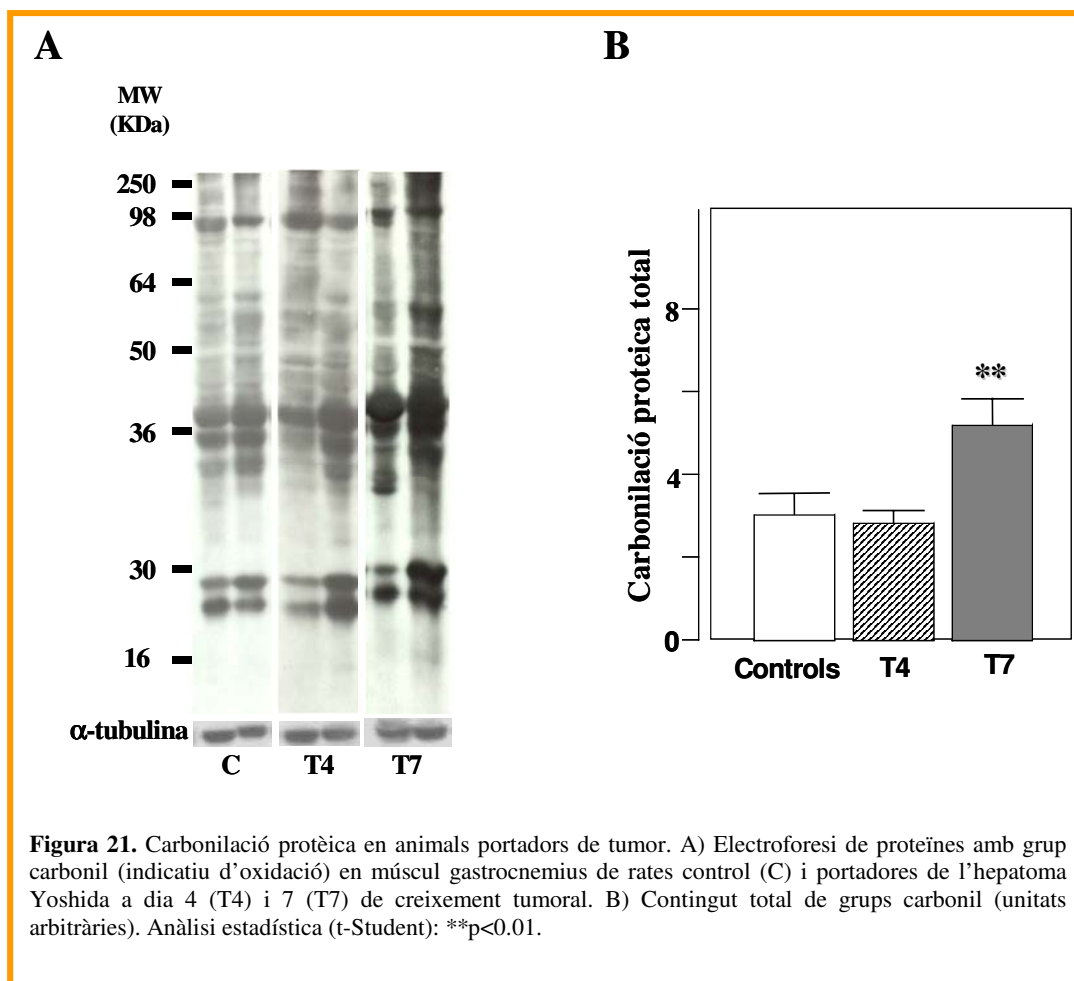 A
B
MW
(KDa)
250
98
64
50
36
30
16
α-tubulina
C T4 T7
Carbonilació proteica total
8
4
0
**
Controls T4 T7
Figura 21. Carbonilació protèica en animals portadors de tumor. A) Electroforesi de proteïnes amb grup
carbonil (indicatiu d'oxidació) en múscul gastrocnemius de rates control (C) i portadores de l'hepatoma
Yoshida a dia 4 (T4) i 7 (T7) de creixement tumoral. B) Contingut total de grups carbonil (unitats
arbitràries). Anàlisi estadística (t-Student): **p<0.01.